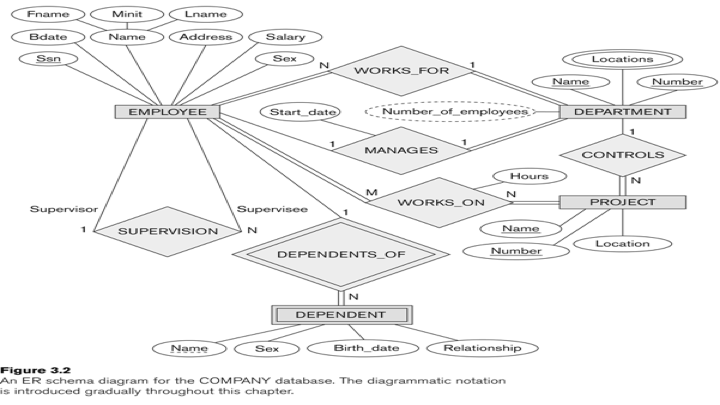 Fname
Minit
Lname
Bdate
Name
Address
Salary
Ssn
Sex
N
WORKS_FOR
1
Locations
Name
Number
EMPLOYEE
Start_date
Number_of_employees
DEPARTMENT
1
MANAGES
1
1
CONTROLS
N
Hours
M
WORKS_ON
N
PROJECT
Supervisor
Supervisee
1
SUPERVISION
N
1
Name
Number
Location
DEPENDENTS_OF
N
DEPENDENT
Name
Sex
Birth_date
Relationship
Figure 3.2
An ER schema diagram for the COMPANY database. The diagrammatic notation
is introduced gradually throughout this chapter.